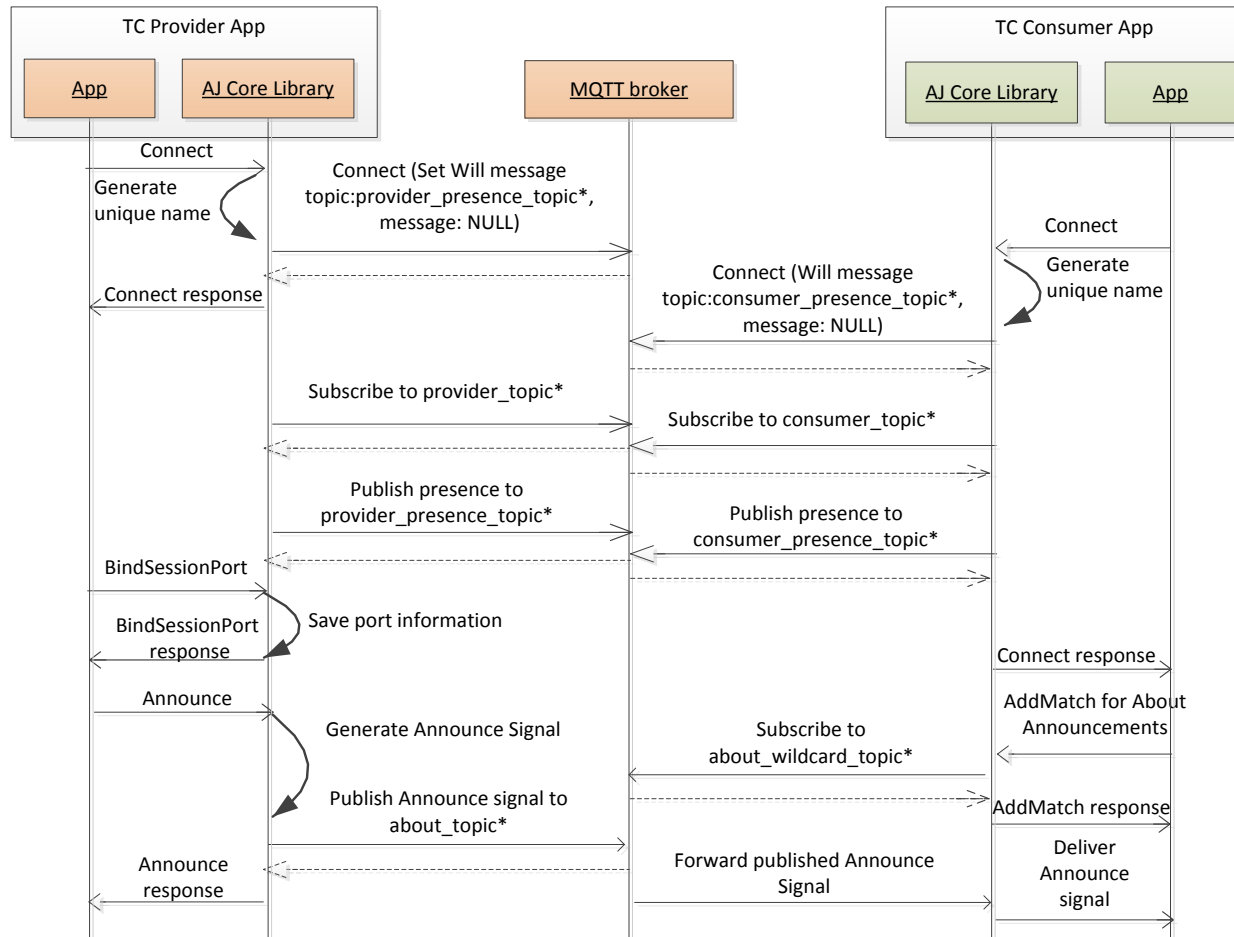 TC Provider App
TC Consumer App
App
AJ Core Library
MQTT broker
AJ Core Library
App
Connect
Generate
unique name
Connect (Set Will message
topic:provider_presence_topic*,
message: NULL)
Connect
Generate
unique name
Connect response
Connect (Will message
topic:consumer_presence_topic*,
message: NULL)
Subscribe to provider_topic*
Subscribe to consumer_topic*
Publish presence to
provider_presence_topic*
Publish presence to
consumer_presence_topic*
BindSessionPort
Save port information
BindSessionPort
response
Connect response
Announce
Generate Announce Signal
AddMatch for About
Announcements
Subscribe to
about_wildcard_topic*
Publish Announce signal to
about_topic*
AddMatch response
Announce
response
Forward published Announce
Signal
Deliver
Announce
signal